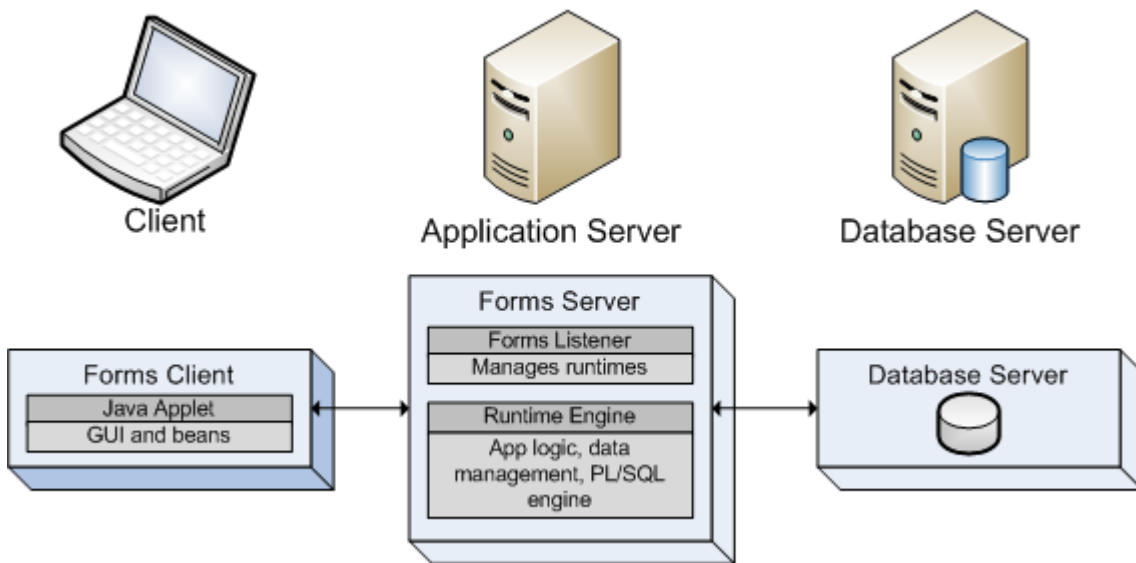 Client
Application Server
Database Server
Forms Client
Java Applet
GUI and beans
Forms Server
Forms Listener
Manages runtimes
Runtime Engine
App logic, data
management, PL/SQL
engine
Database Server